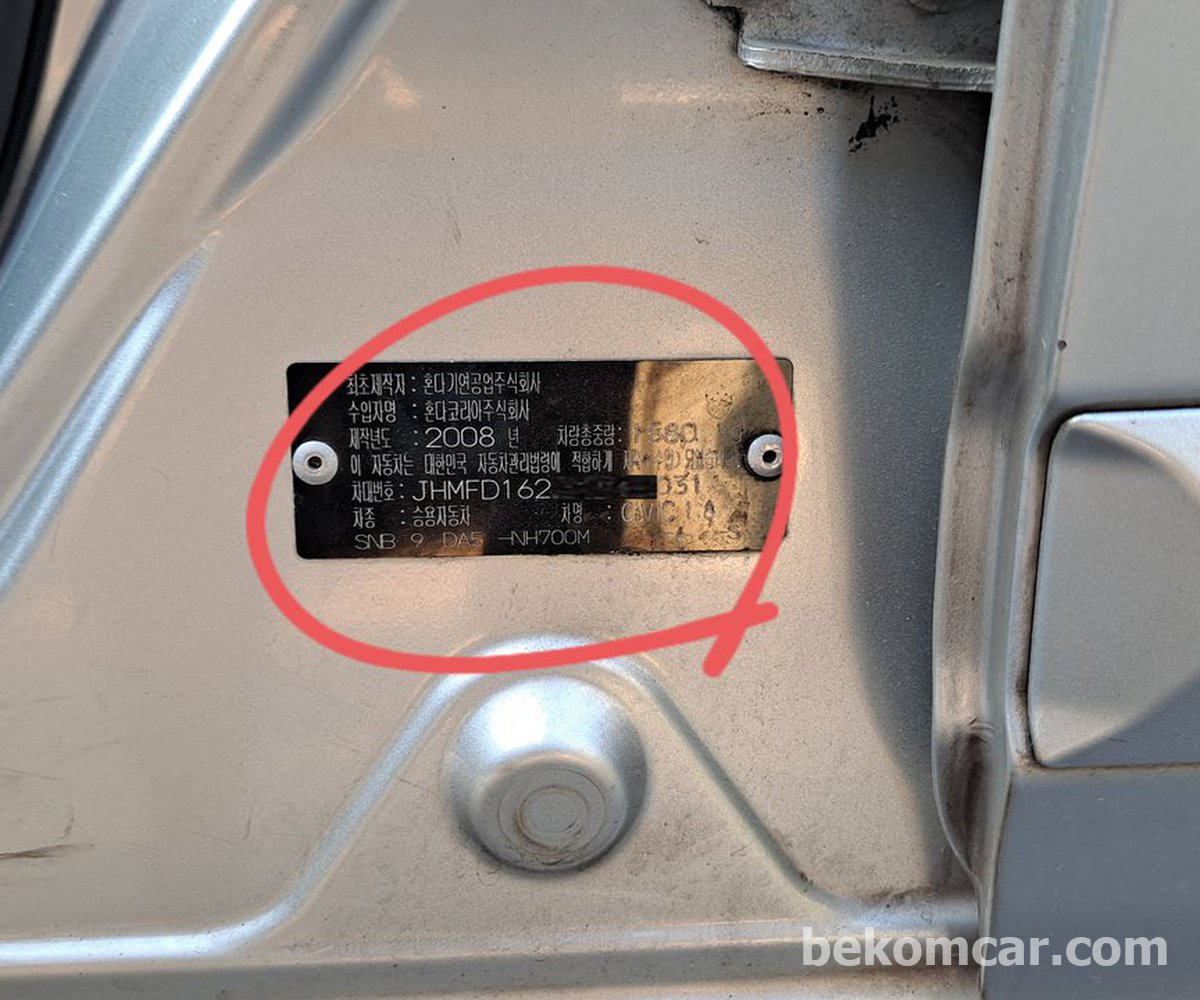 최초제작자 : 혼다기연공업주식회사
수입자명 : 혼다코리아주식회사
제작년도 : 2008 년 차량총중량 :
이 자동차는 대한민국 자동차관리법령에 적합하게
차대번호 : JHMFD162 031
차종 : 승용자동차 차명 :
SNB 9 DA5 -NH700M
bekomcar.com